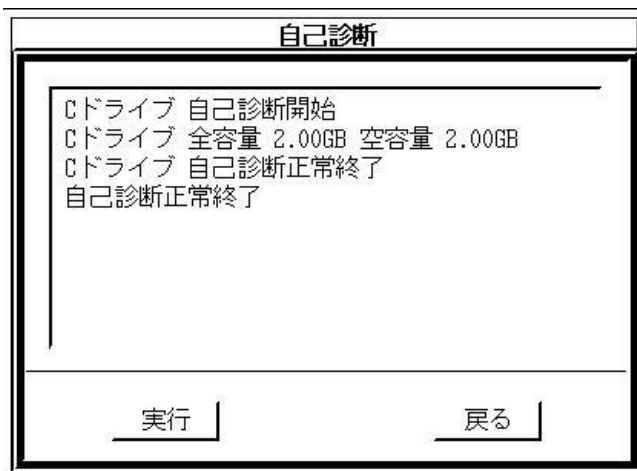 自己診断
Cドライブ 自己診断開始
Cドライブ 全容量 2.00GB 空容量 2.00GB
Cドライブ 自己診断正常終了
自己診断正常終了
実行
戻る